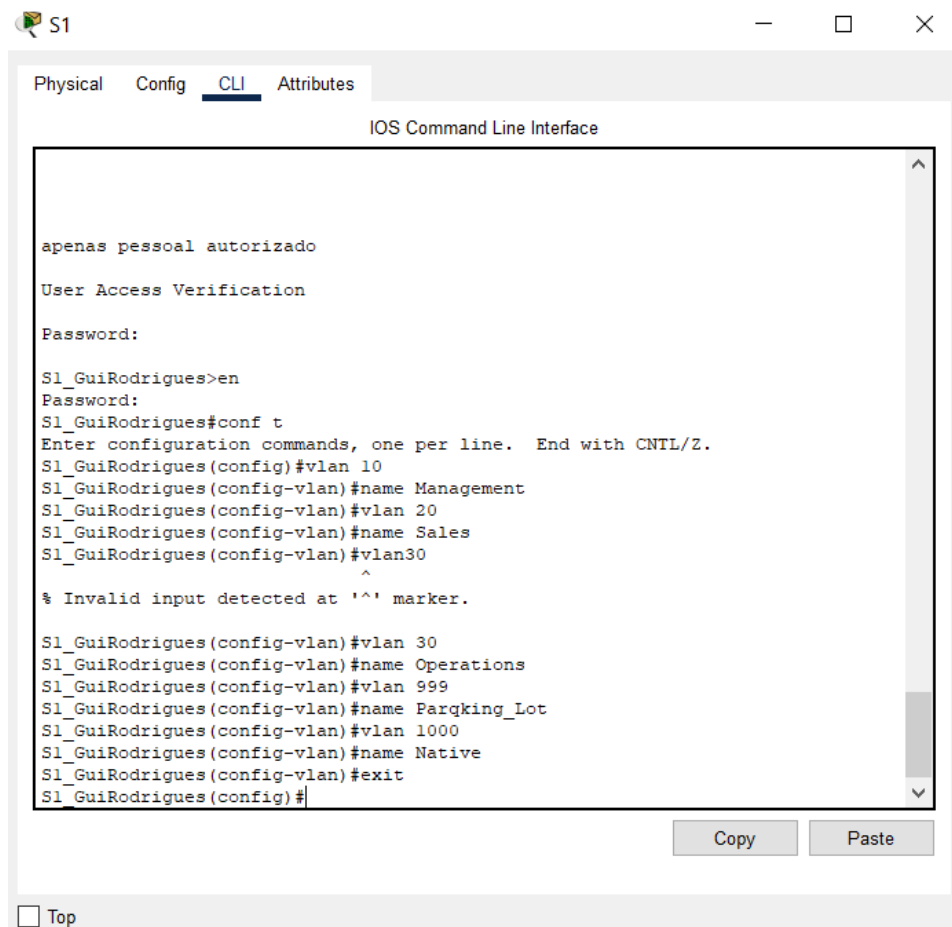 S1
Physical Config CLI Attributes
IOS Command Line Interface
apenas pessoal autorizado
User Access Verification
Password:
S1_GuiRodrigues>en
Password:
S1_GuiRodrigues#conf t
Enter configuration commands, one per line.  End with CNTL/Z.
S1_GuiRodrigues(config)#vlan 10
S1_GuiRodrigues(config-vlan)#name Management
S1_GuiRodrigues(config-vlan)#vlan 20
S1_GuiRodrigues(config-vlan)#name Sales
S1_GuiRodrigues(config-vlan)#vlan30
^
% Invalid input detected at '^' marker.
S1_GuiRodrigues(config-vlan)#vlan 30
S1_GuiRodrigues(config-vlan)#name Operations
S1_GuiRodrigues(config-vlan)#vlan 999
S1_GuiRodrigues(config-vlan)#name Parqking_Lot
S1_GuiRodrigues(config-vlan)#vlan 1000
S1_GuiRodrigues(config-vlan)#name Native
S1_GuiRodrigues(config-vlan)#exit
S1_GuiRodrigues(config)#
Copy Paste
Top